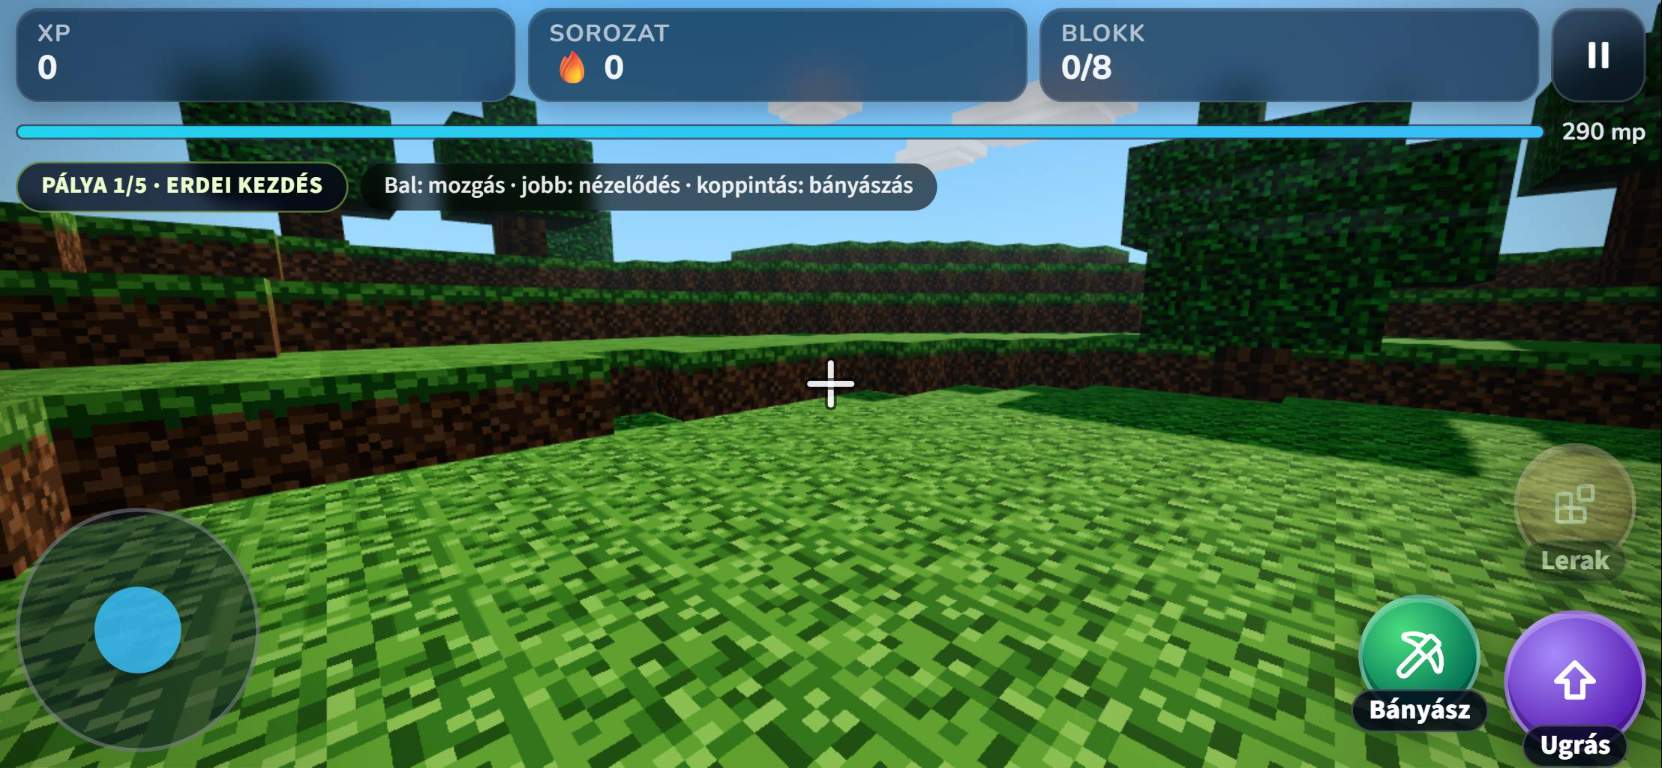 XP
0
SOROZAT
0
BLOKK
0/8
290 mp
PÁLYA 1/5 · ERDEI KEZDÉS
Bal: mozgás · jobb: nézelődés · koppintás: bányászás
Lerak
Bányász
Ugrás